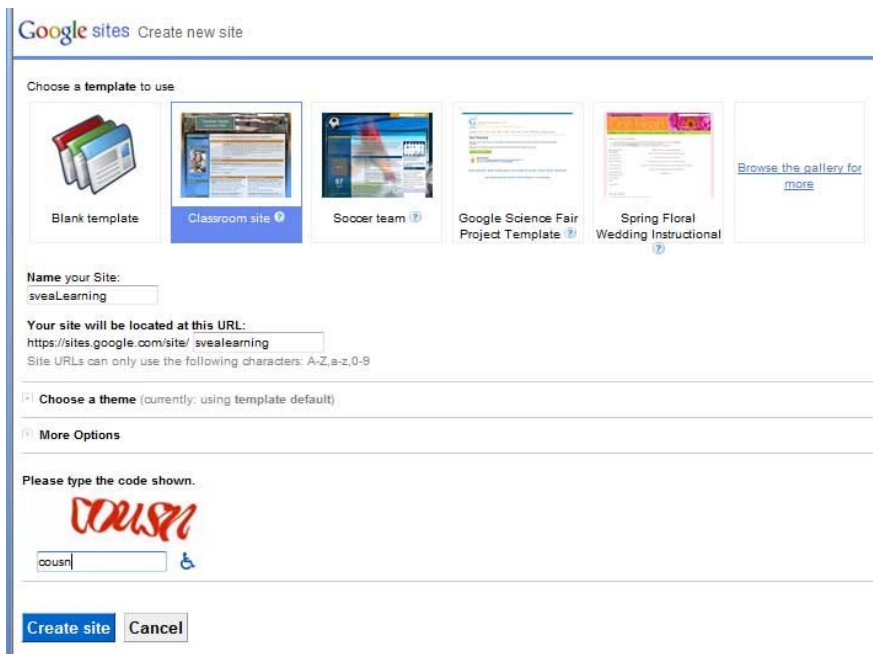 Google sites Create new site
Choose a template to use
Blank template
Classroom site ?
Soccer team ?
Google Science Fair
Project Template ?
Spring Floral
Wedding Instructional
?
Browse the gallery for
more
Name your Site:
sveaLearning
Your site will be located at this URL:
https://sites.google.com/site/ svealearning
Site URLs can only use the following characters: A-Z,a-z,0-9
Choose a theme (currently: using template default)
More Options
Please type the code shown.
cousn
cousn
Create site Cancel